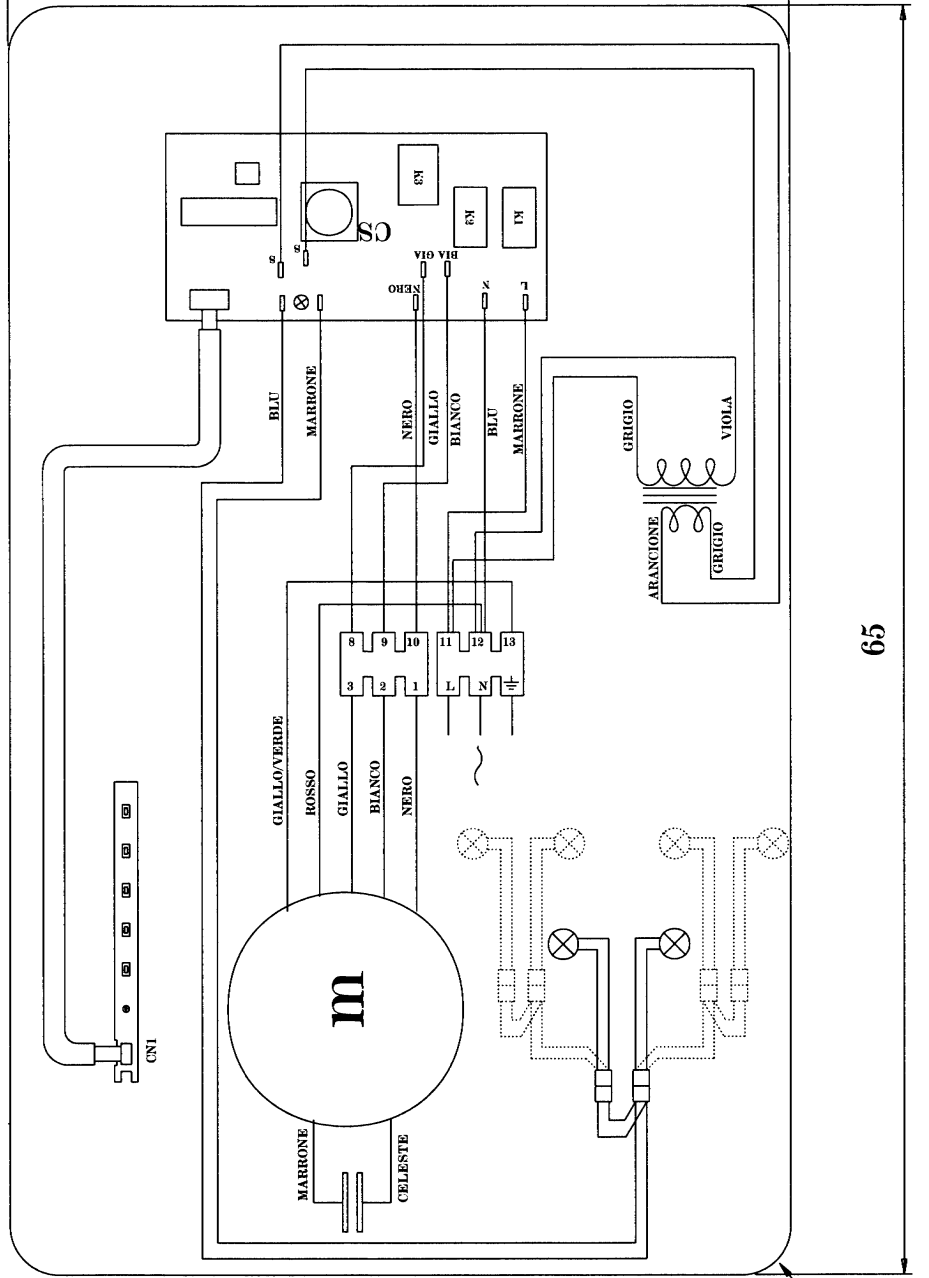 K3
K2
K1
CS
S
S
GIA
BIA
NERO
N
L
BLU
MARRONE
NERO
GIALLO
BIANCO
BLU
MARRONE
GRIGIO
VIOLA
ARANCIONE
GRIGIO
8
9
10
11
12
13
3
2
1
L
N
65
GIALLO/VERDE
ROSSO
GIALLO
BIANCO
NERO
CN1
m
MARRONE
CELESTE